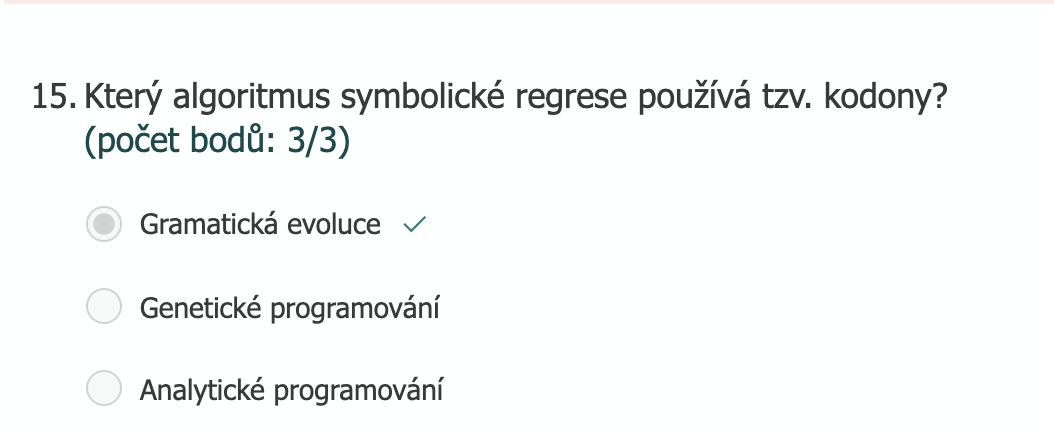 15. Který algoritmus symbolické regrese používá tzv. kodony?
(počet bodů: 3/3)
Gramatická evoluce
Genetické programování
Analytické programování